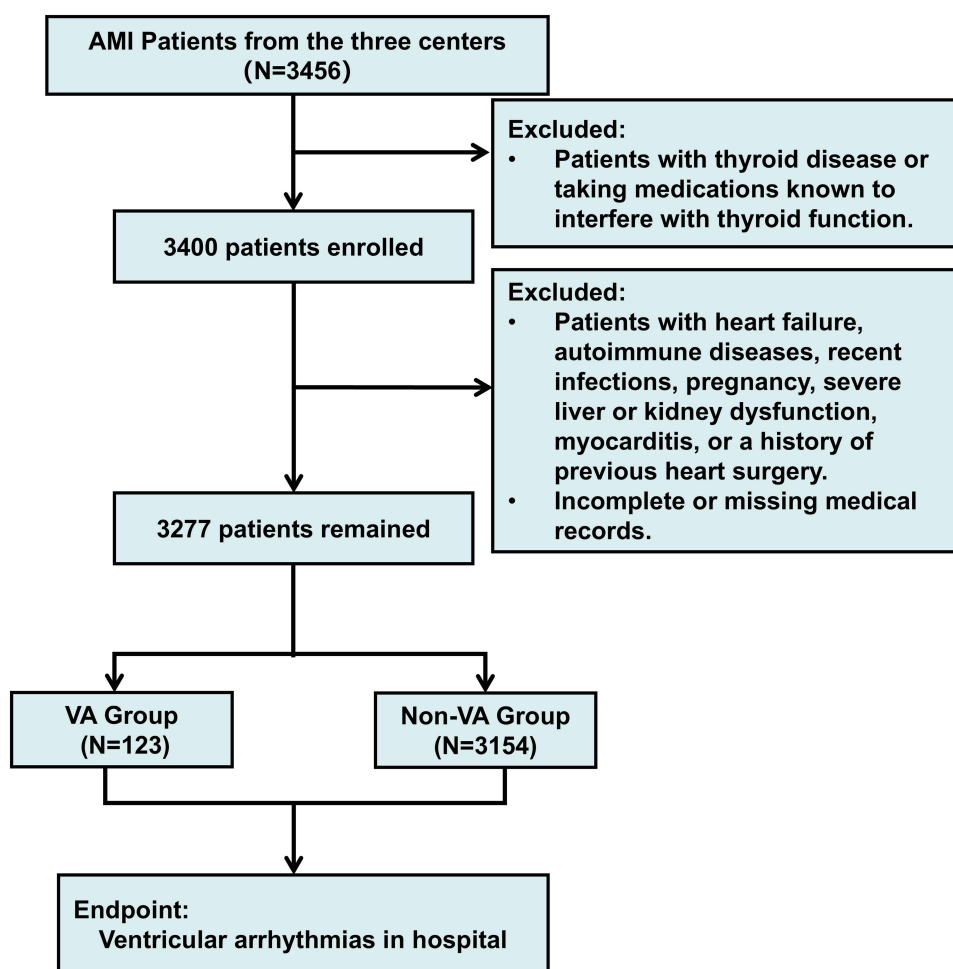 AMI Patients from the three centers
(N=3456)
Excluded:
• Patients with thyroid disease or
taking medications known to
interfere with thyroid function.
3400 patients enrolled
Excluded:
• Patients with heart failure,
autoimmune diseases, recent
infections, pregnancy, severe
liver or kidney dysfunction,
myocarditis, or a history of
previous heart surgery.
• Incomplete or missing medical
records.
3277 patients remained
VA Group
(N=123)
Non-VA Group
(N=3154)
Endpoint:
Ventricular arrhythmias in hospital